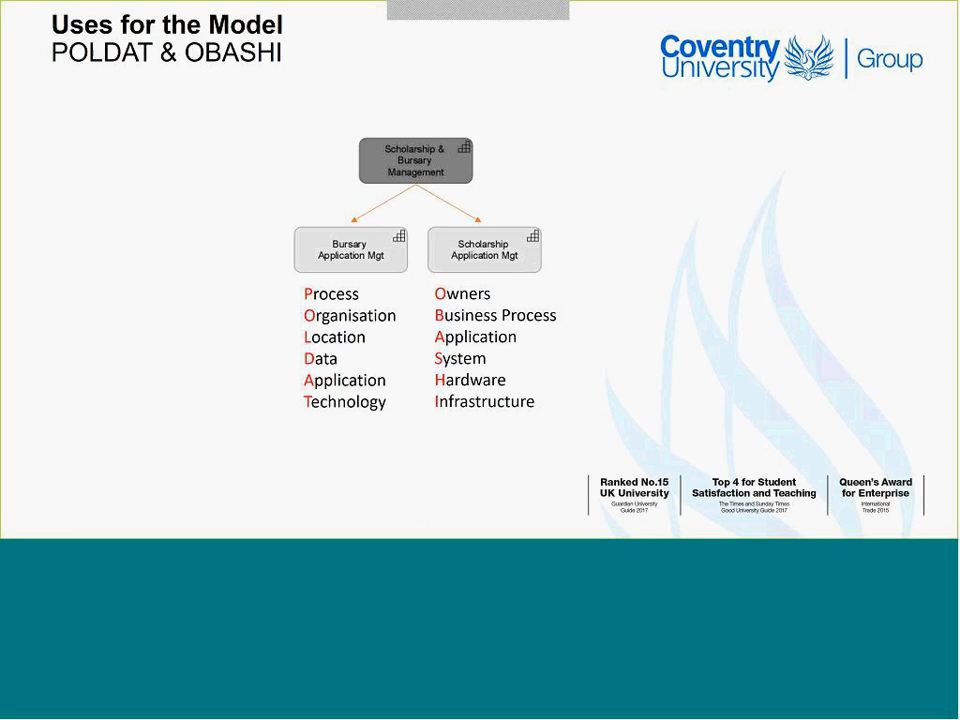 Uses for the Model
POLDAT & OBASHI
Coventry
University
Group
Scholarship &
Bursary
Management
Bursary
Application Mgt
Scholarship
Application Mgt
Process
Organisation
Location
Data
Application
Technology
Owners
Business Process
Application
System
Hardware
Infrastructure
Ranked No.15
UK University
Guardian University
Guide 2017
Top 4 for Student
Satisfaction and Teaching
The Times and Sunday Times
Good University Guide 2017
Queen's Award
for Enterprise
International
Trade 2015